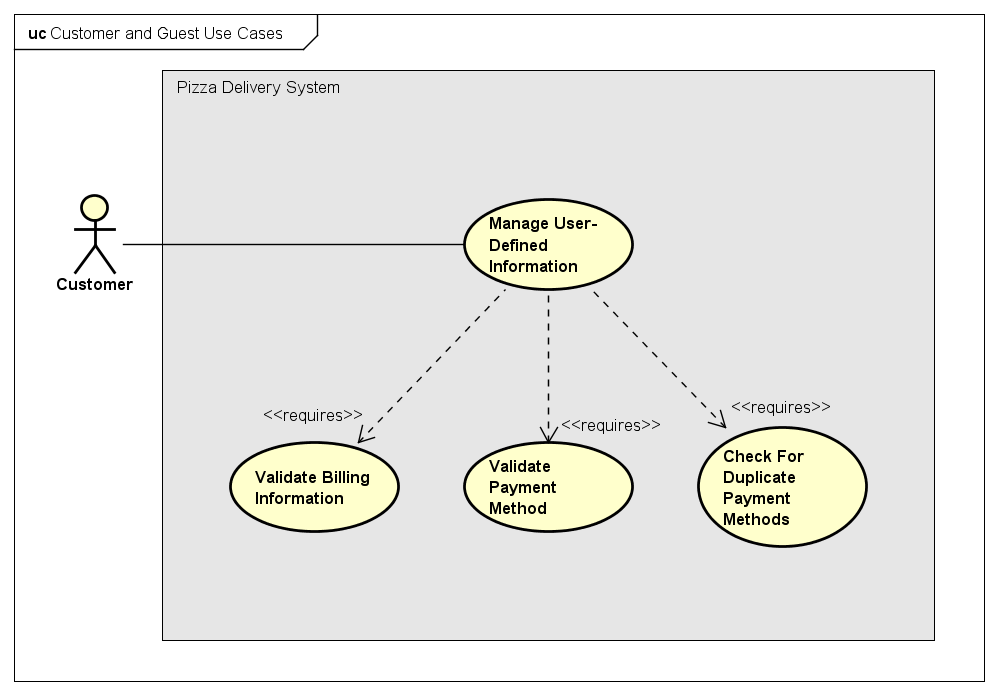 uc Customer and Guest Use Cases
Pizza Delivery System
Manage User-
Defined
Information
Customer
<<requires>>
<<requires>>
<<requires>>
Validate Billing
Information
Validate
Payment
Method
Check For
Duplicate
Payment
Methods